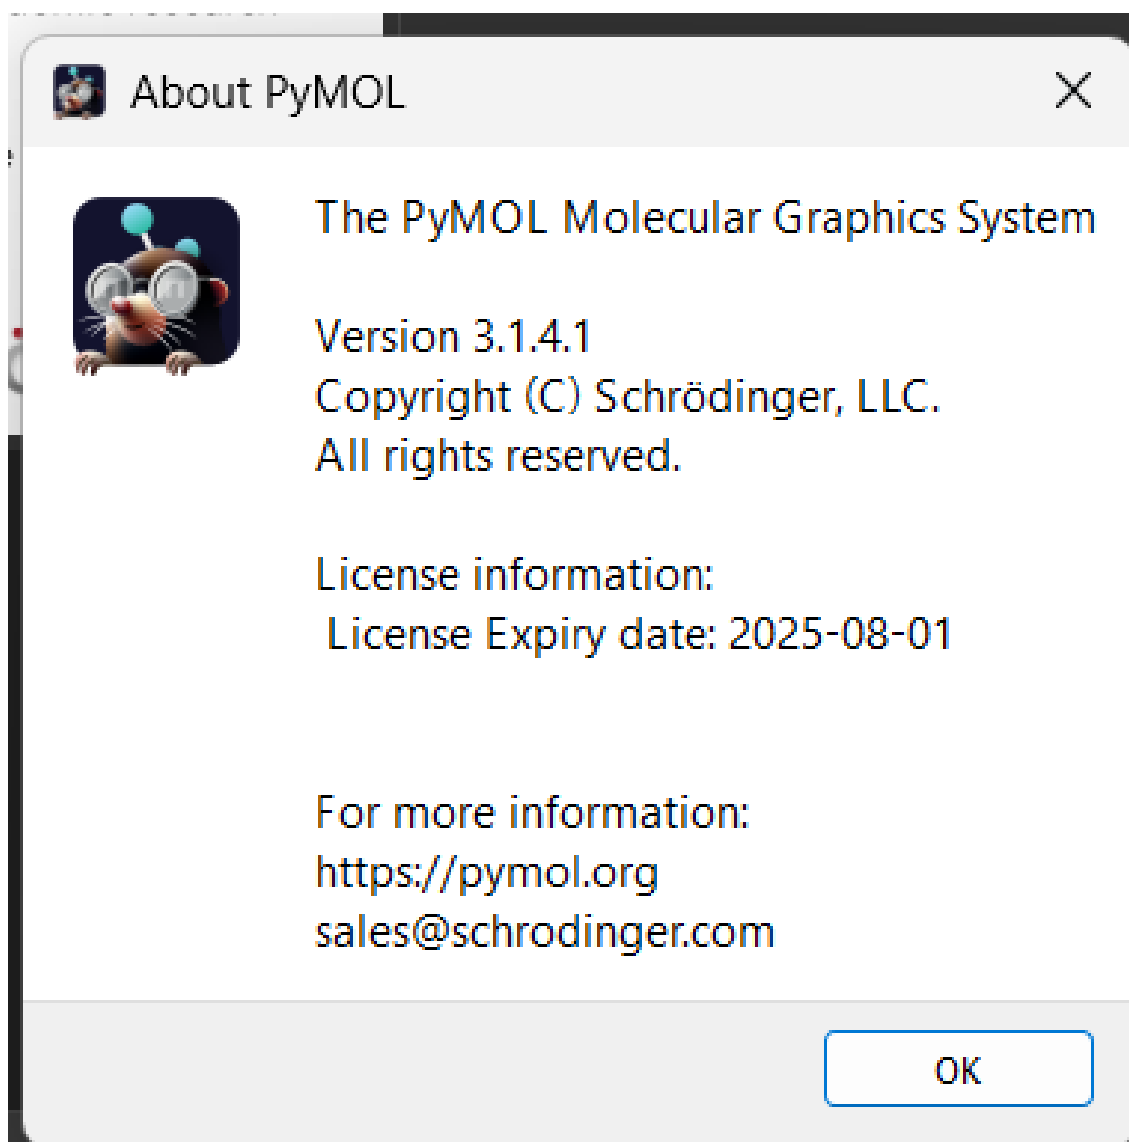 About PyMOL
The PyMOL Molecular Graphics System
Version 3.1.4.1
Copyright (C) Schrödinger, LLC.
All rights reserved.
License information:
License Expiry date: 2025-08-01
For more information:
https://pymol.org
sales@schrodinger.com
OK